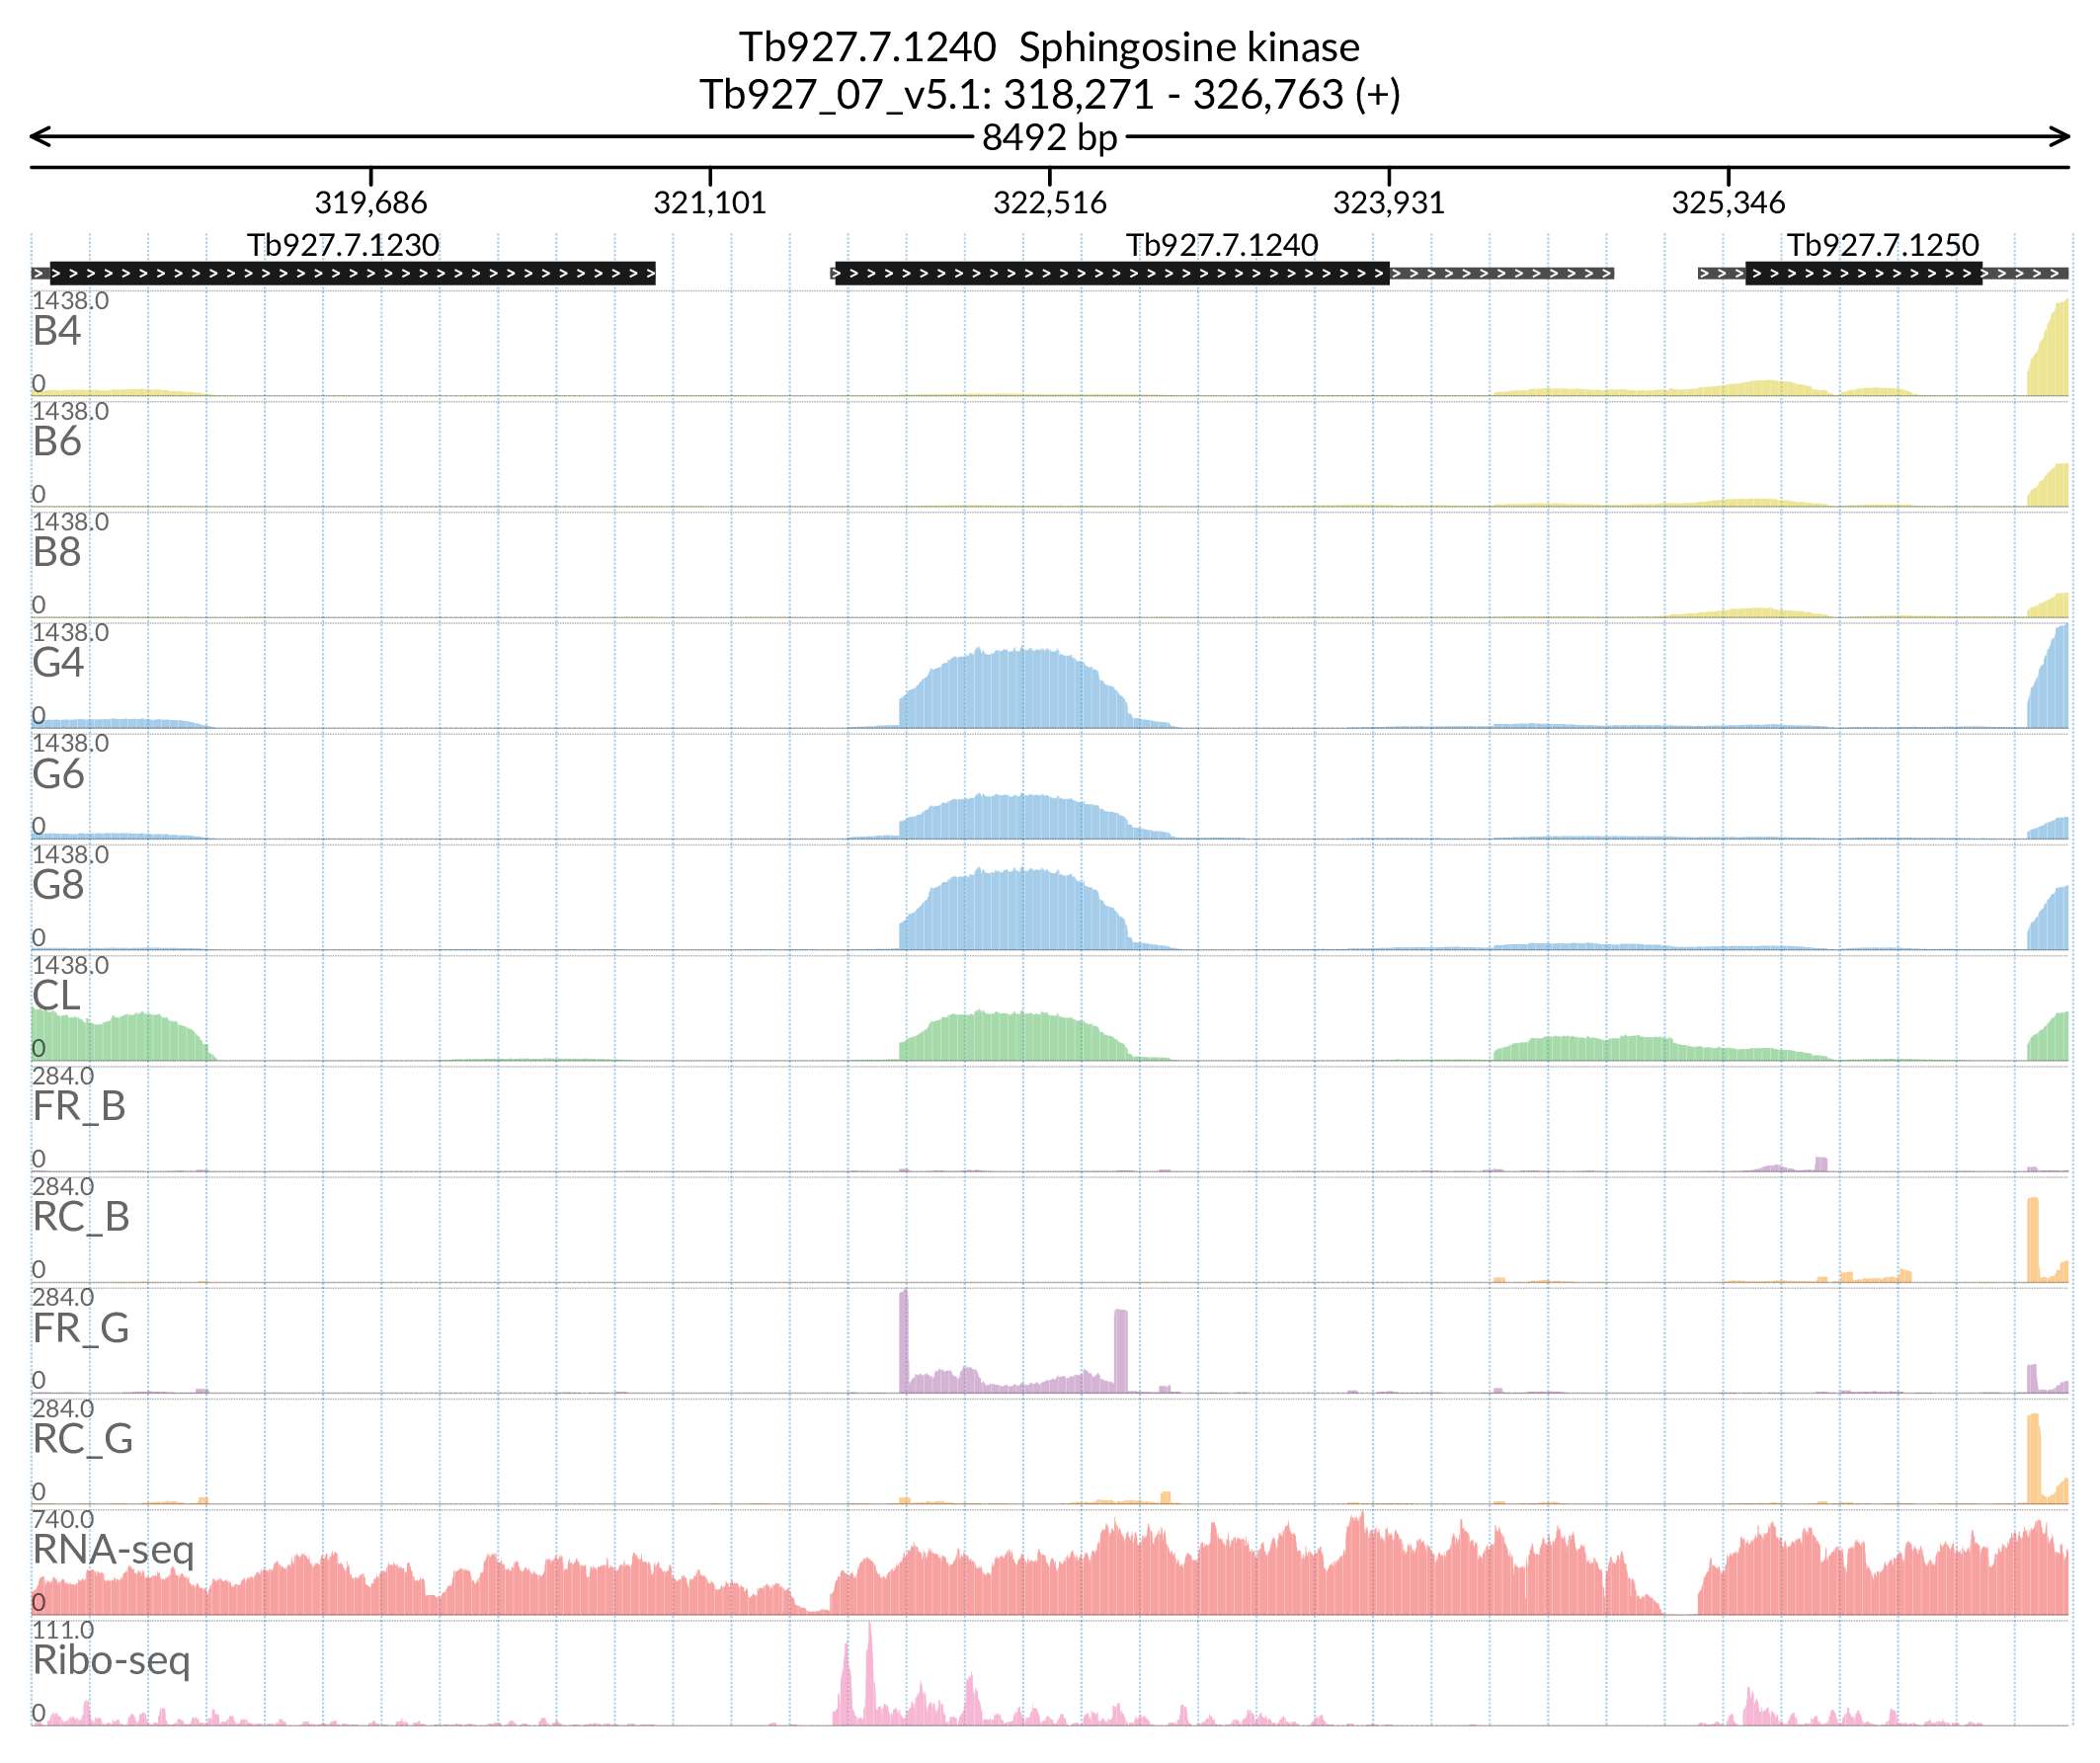 Tb927.7.1240 Sphingosine kinase
Tb927_07_v5.1: 318,271 - 326,763 (+)
8492 bp
319,686 321,101 322,516 323,931 325,346
Tb927.7.1230 Tb927.7.1240 Tb927.7.1250
1438.0
B4
0
1438.0
B6
0
1438.0
B8
0
1438.0
G4
0
1438.0
G6
0
1438.0
G8
0
1438.0
CL
0
284.0
FR_B
0
284.0
RC_B
0
284.0
FR_G
0
284.0
RC_G
0
740.0
RNA-seq
0
111.0
Ribo-seq
0